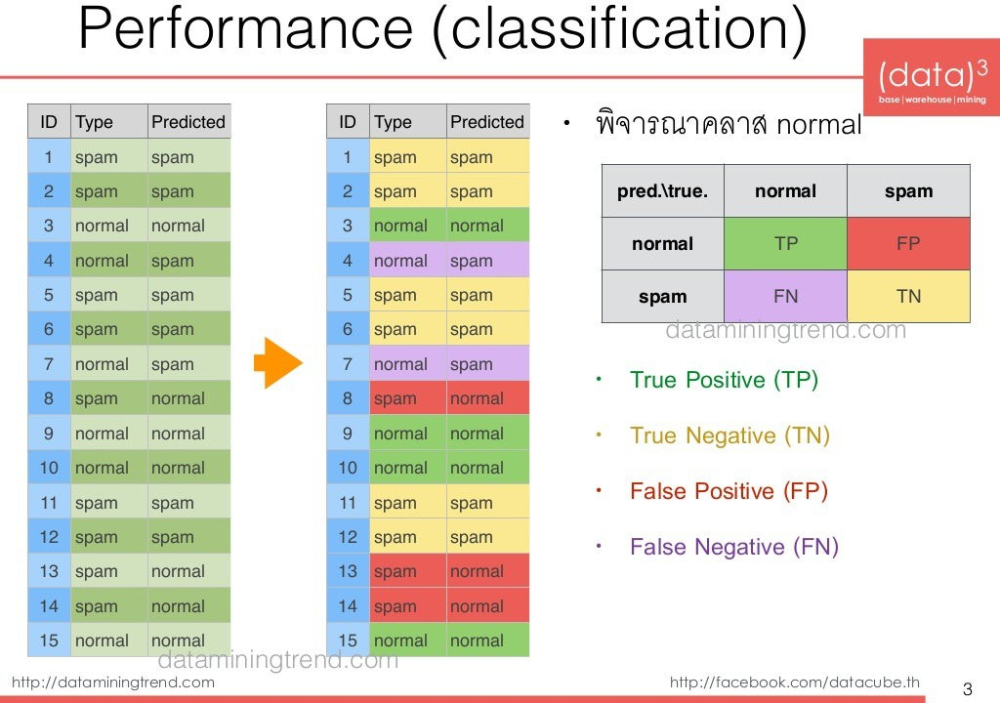 Performance (classification)
(data)3
base|warehouse|mining
ID Type Predicted
1 spam spam
2 spam spam
3 normal normal
4 normal spam
5 spam spam
6 spam spam
7 normal spam
8 spam normal
9 normal normal
10 normal normal
11 spam spam
12 spam spam
13 spam normal
14 spam normal
15 normal normal
ID Type Predicted
1 spam spam
2 spam spam
3 normal normal
4 normal spam
5 spam spam
6 spam spam
7 normal spam
8 spam normal
9 normal normal
10 normal normal
11 spam spam
12 spam spam
13 spam normal
14 spam normal
15 normal normal
dataminingtrend.com
• พิจารณาคลาส normal
pred.\true. normal spam
normal TP FP
spam FN TN
dataminingtrend.com
• True Positive (TP)
• True Negative (TN)
• False Positive (FP)
• False Negative (FN)
http://dataminingtrend.com
http://facebook.com/datacube.th
3